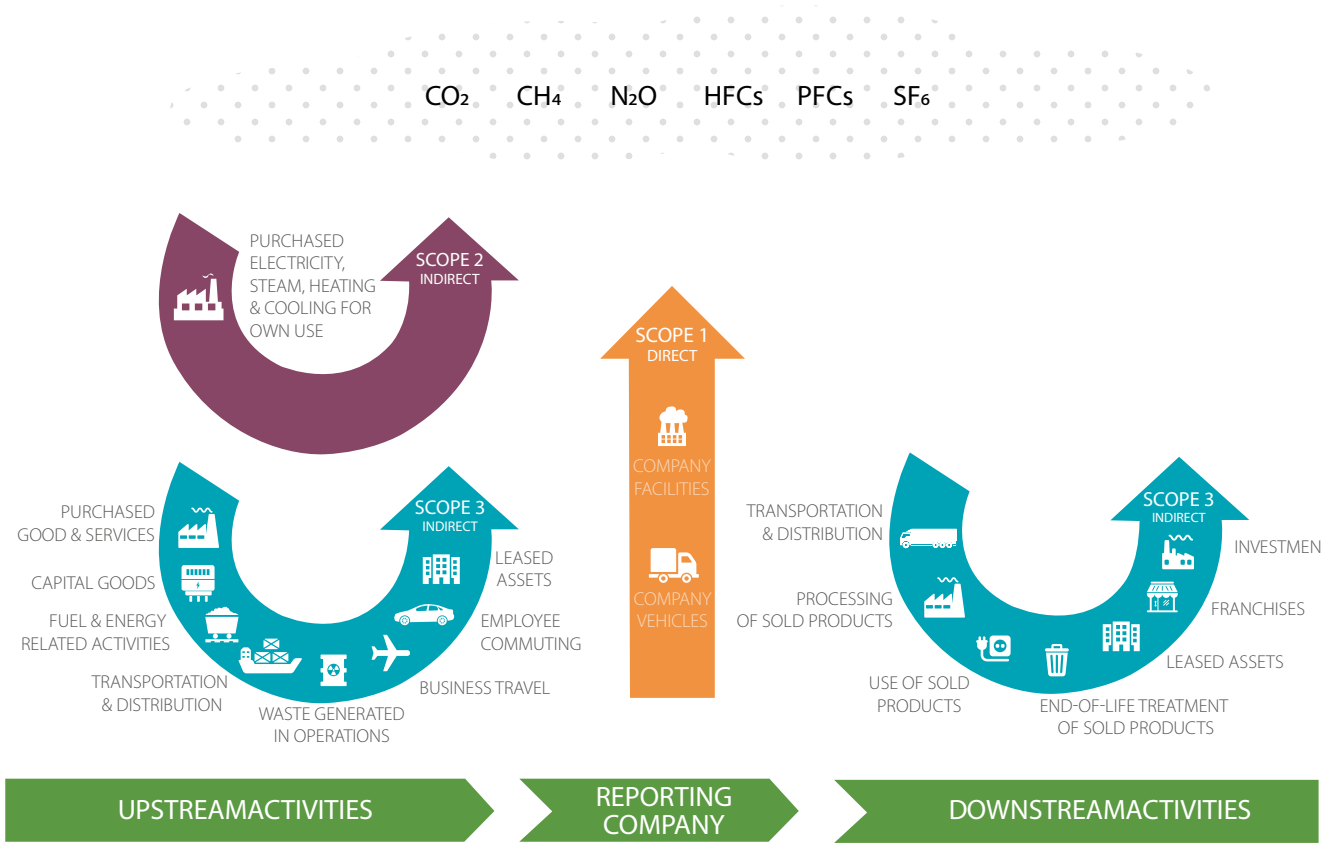 CO₂ CH₄ N₂O HFCs PFCs SF₆
PURCHASED
ELECTRICITY,
STEAM, HEATING
& COOLING FOR
OWN USE
SCOPE 2
INDIRECT
SCOPE 1
DIRECT
COMPANY
FACILITIES
COMPANY
VEHICLES
SCOPE 3
INDIRECT
PURCHASED
GOOD & SERVICES
CAPITAL GOODS
FUEL & ENERGY
RELATED ACTIVITIES
TRANSPORTATION
& DISTRIBUTION
WASTE GENERATED
IN OPERATIONS
BUSINESS TRAVEL
EMPLOYEE
COMMUTING
LEASED
ASSETS
SCOPE 3
INDIRECT
TRANSPORTATION
& DISTRIBUTION
PROCESSING
OF SOLD PRODUCTS
USE OF SOLD
PRODUCTS
END-OF-LIFE TREATMENT
OF SOLD PRODUCTS
LEASED ASSETS
FRANCHISES
INVESTMEN
UPSTREAMACTIVITIES
REPORTING
COMPANY
DOWNSTREAMACTIVITIES